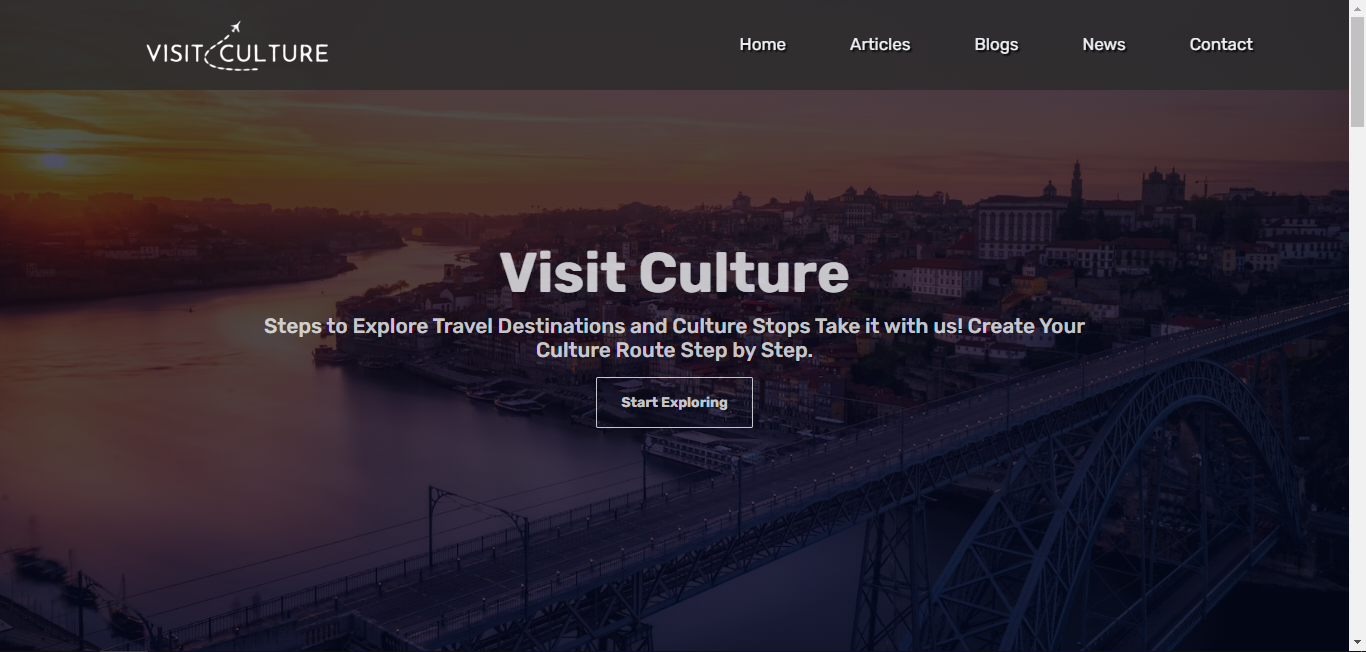 VISIT CULTURE
Home
Articles
Blogs
News
Contact
Visit Culture
Steps to Explore Travel Destinations and Culture Stops Take it with us! Create Your
Culture Route Step by Step.
Start Exploring